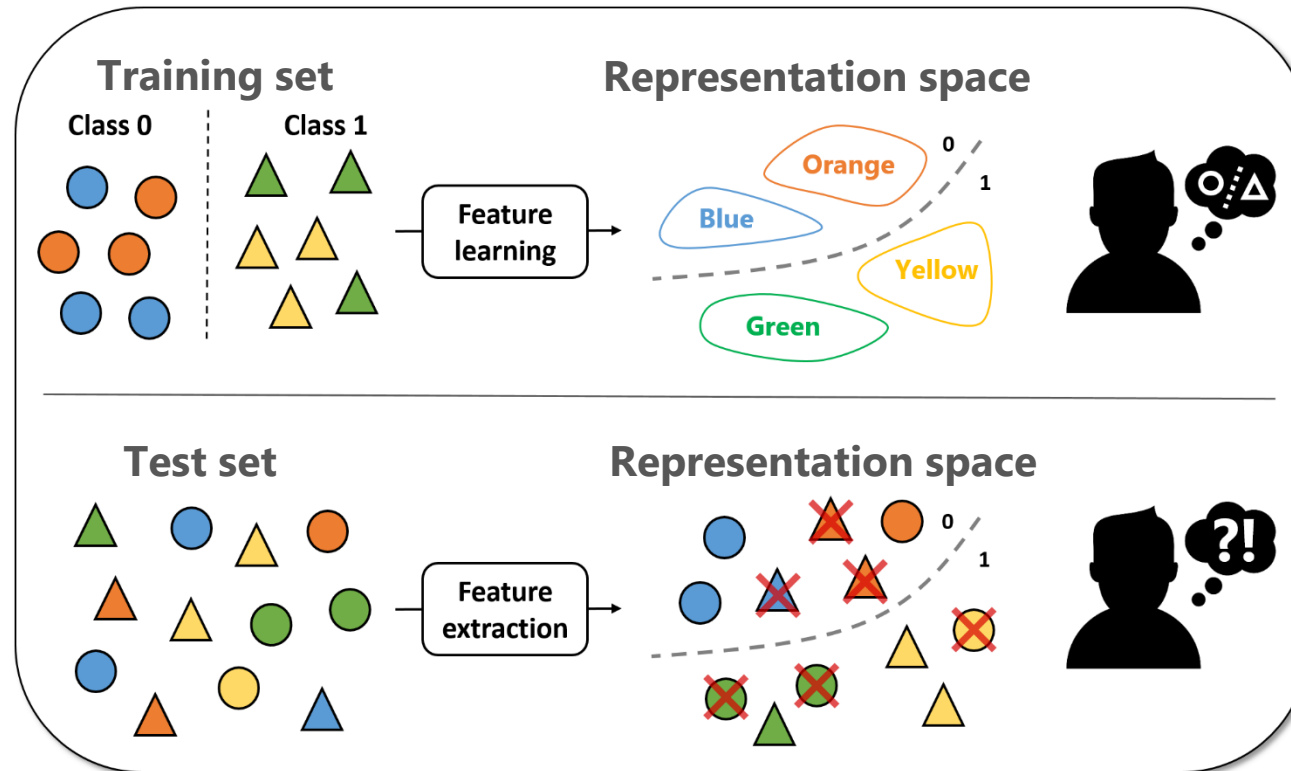 Training set
Class 0
Class 1
Feature
learning
Representation space
Orange
Blue
Yellow
Green
0
1
Test set
Feature
extraction
Representation space
0
1
?!